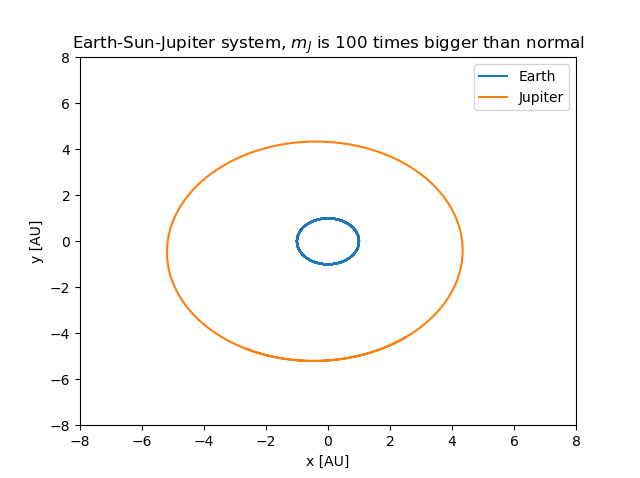 Earth-Sun-Jupiter system, $m_J$ is 100 times bigger than normal
Earth
Jupiter
8
6
4
2
0
−2
−4
−6
−8
y [AU]
−8 −6 −4 −2 0 2 4 6 8
x [AU]